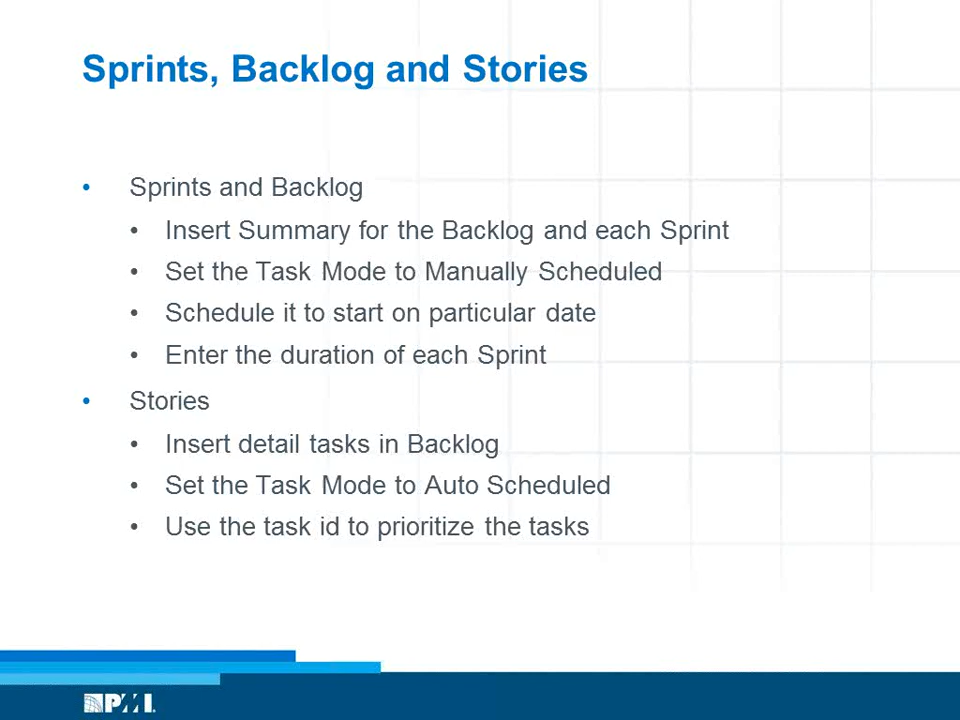 Sprints, Backlog and Stories
• Sprints and Backlog
• Insert Summary for the Backlog and each Sprint
• Set the Task Mode to Manually Scheduled
• Schedule it to start on particular date
• Enter the duration of each Sprint
• Stories
• Insert detail tasks in Backlog
• Set the Task Mode to Auto Scheduled
• Use the task id to prioritize the tasks
PMI